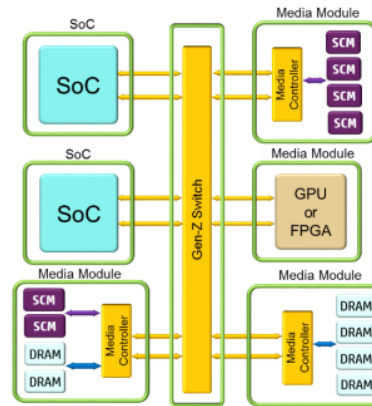 SoC
SoC
Gen-Z Switch
Media Module
Media
Controller
SCM
SCM
SCM
SCM
SoC
SoC
Media Module
GPU
or
FPGA
Media Module
SCM
SCM
DRAM
DRAM
Media
Controller
Media Module
Media
Controller
DRAM
DRAM
DRAM
DRAM